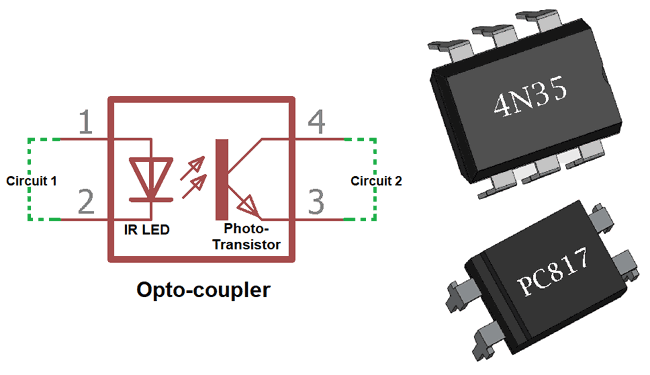 1
4
2
3
Circuit 1
Circuit 2
IR LED
Photo-
Transistor
Opto-coupler
4N35
PC817